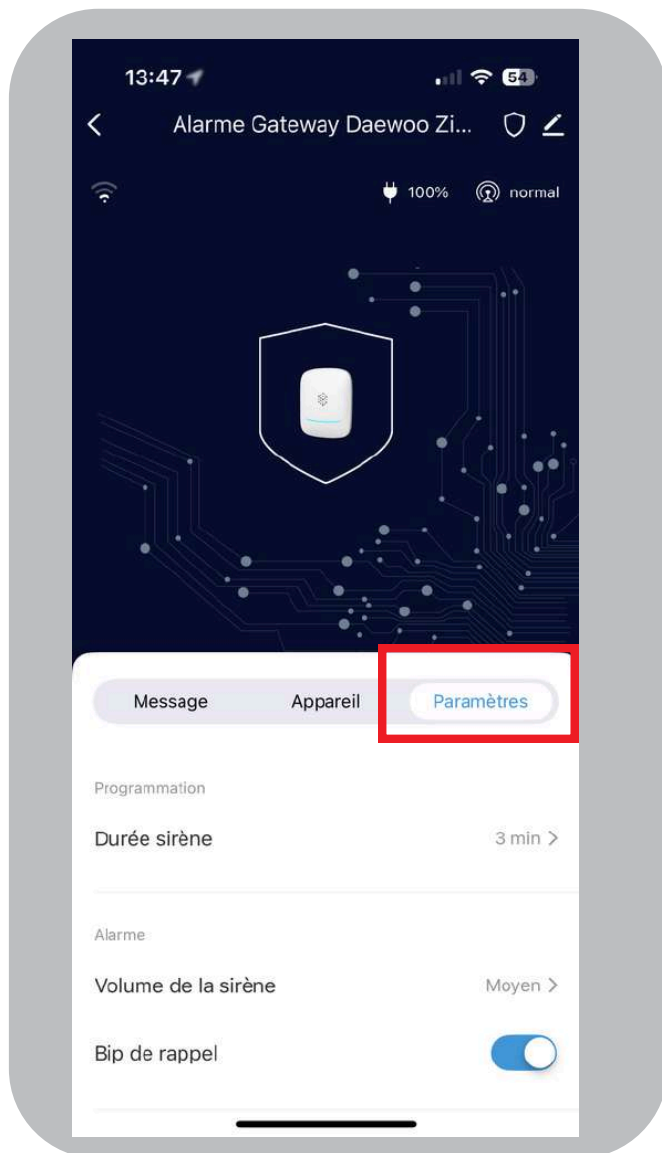 13:47
54
Alarme Gateway Daewoo Zi...
100%
normal
Message
Appareil
Paramètres
Programmation
Durée sirène
3 min
Alarme
Volume de la sirène
Moyen
Bip de rappel